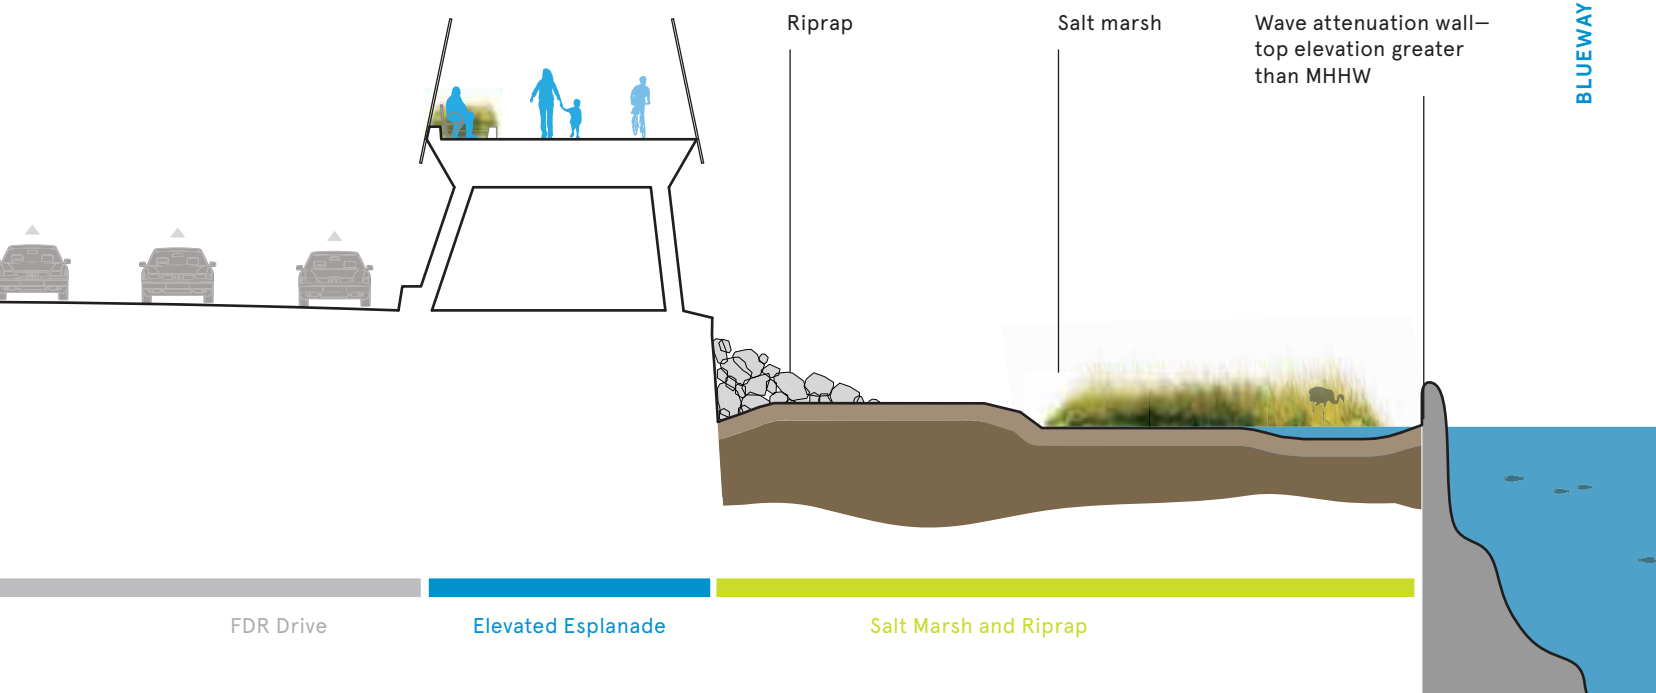 Riprap
Salt marsh
Wave attenuation wall—
top elevation greater
than MHHW
BLUEWAY
FDR Drive
Elevated Esplanade
Salt Marsh and Riprap